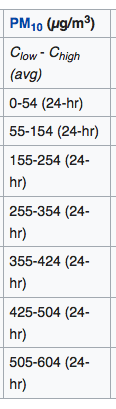 PM10 (μg/m³)
Clow - Chigh
(avg)
0-54 (24-hr)
55-154 (24-hr)
155-254 (24-
hr)
255-354 (24-
hr)
355-424 (24-
hr)
425-504 (24-
hr)
505-604 (24-
hr)